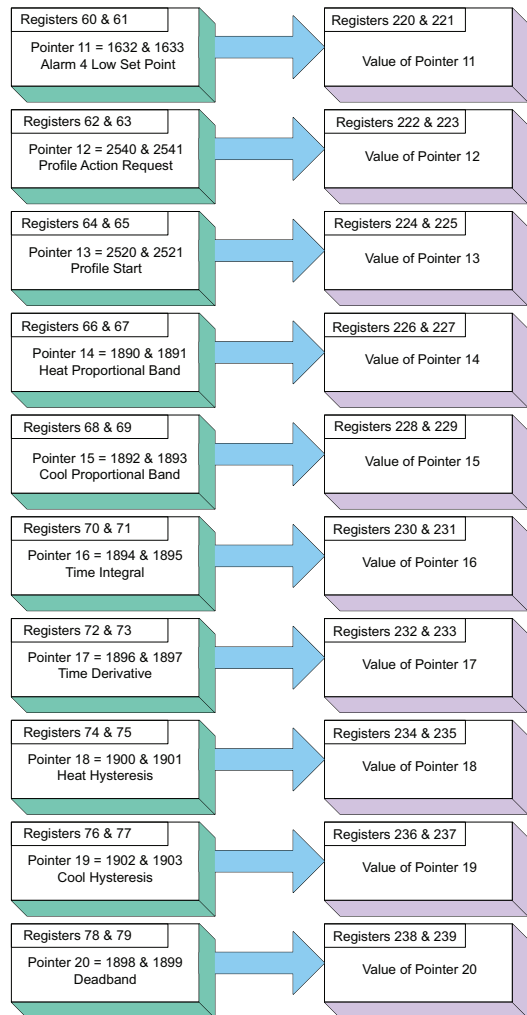 Registers 60 & 61
Pointer 11 = 1632 & 1633
Alarm 4 Low Set Point
Registers 220 & 221
Value of Pointer 11
Registers 62 & 63
Pointer 12 = 2540 & 2541
Profile Action Request
Registers 222 & 223
Value of Pointer 12
Registers 64 & 65
Pointer 13 = 2520 & 2521
Profile Start
Registers 224 & 225
Value of Pointer 13
Registers 66 & 67
Pointer 14 = 1890 & 1891
Heat Proportional Band
Registers 226 & 227
Value of Pointer 14
Registers 68 & 69
Pointer 15 = 1892 & 1893
Cool Proportional Band
Registers 228 & 229
Value of Pointer 15
Registers 70 & 71
Pointer 16 = 1894 & 1895
Time Integral
Registers 230 & 231
Value of Pointer 16
Registers 72 & 73
Pointer 17 = 1896 & 1897
Time Derivative
Registers 232 & 233
Value of Pointer 17
Registers 74 & 75
Pointer 18 = 1900 & 1901
Heat Hysteresis
Registers 234 & 235
Value of Pointer 18
Registers 76 & 77
Pointer 19 = 1902 & 1903
Cool Hysteresis
Registers 236 & 237
Value of Pointer 19
Registers 78 & 79
Pointer 20 = 1898 & 1899
Deadband
Registers 238 & 239
Value of Pointer 20